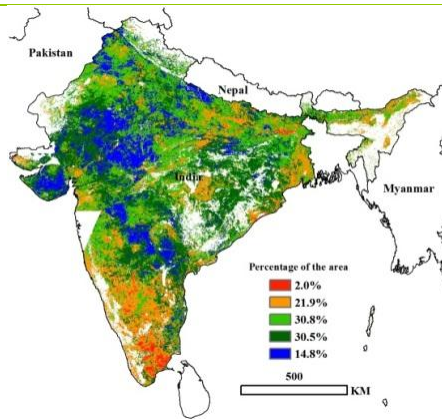 Pakistan
Nepal
India
Myanmar
Percentage of the area
2.0%
21.9%
30.8%
30.5%
14.8%
500
KM